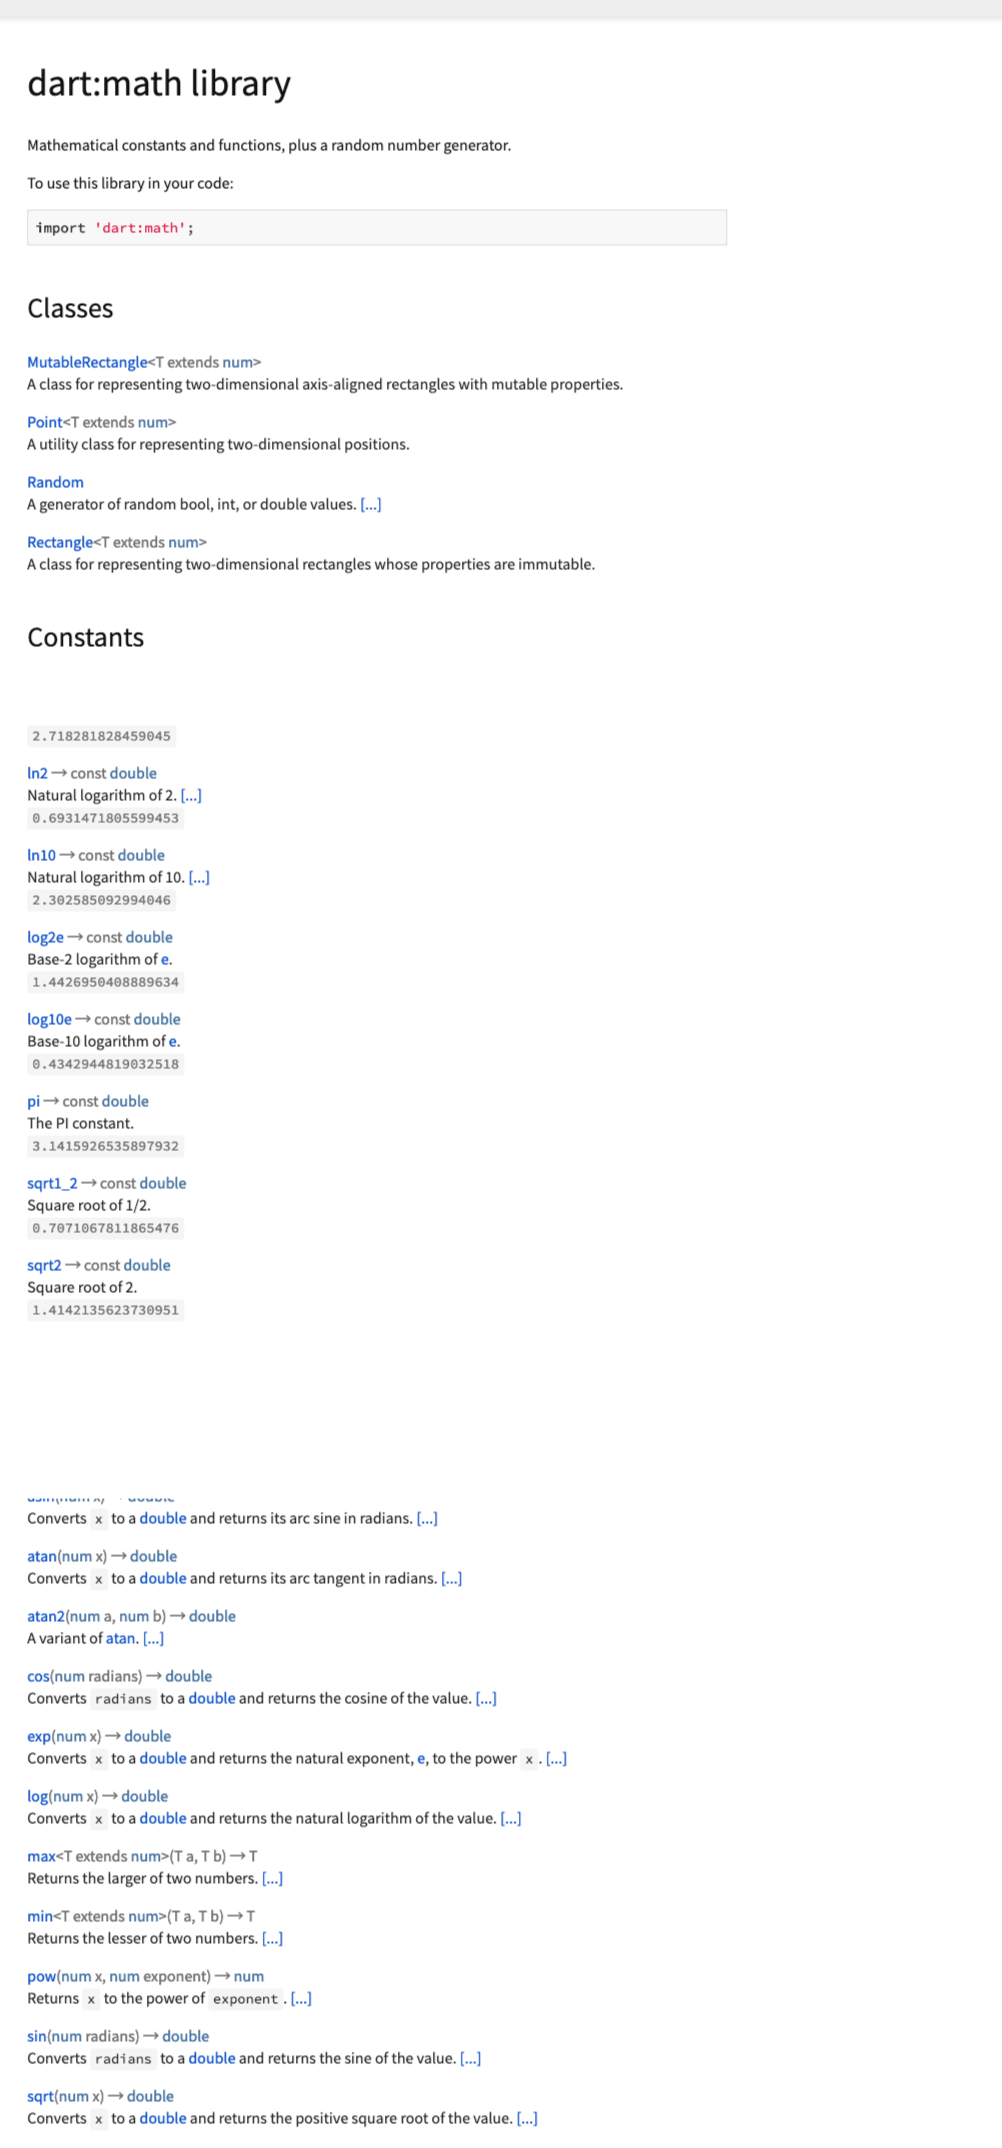 dart:math library
Mathematical constants and functions, plus a random number generator.
To use this library in your code:
import 'dart:math';
Classes
MutableRectangle<T extends num>
A class for representing two-dimensional axis-aligned rectangles with mutable properties.
Point<T extends num>
A utility class for representing two-dimensional positions.
Random
A generator of random bool, int, or double values. [...]
Rectangle<T extends num>
A class for representing two-dimensional rectangles whose properties are immutable.
Constants
2.718281828459045
ln2 → const double
Natural logarithm of 2. [...]
0.6931471805599453
ln10 → const double
Natural logarithm of 10. [...]
2.302585092994046
log2e → const double
Base-2 logarithm of e.
1.4426950408889634
log10e → const double
Base-10 logarithm of e.
0.4342944819032518
pi → const double
The PI constant.
3.1415926535897932
sqrt1_2 → const double
Square root of 1/2.
0.7071067811865476
sqrt2 → const double
Square root of 2.
1.4142135623730951
Converts x to a double and returns its arc sine in radians. [...]
atan(num x) → double
Converts x to a double and returns its arc tangent in radians. [...]
atan2(num a, num b) → double
A variant of atan. [...]
cos(num radians) → double
Converts radians to a double and returns the cosine of the value. [...]
exp(num x) → double
Converts x to a double and returns the natural exponent, e, to the power x . [...]
log(num x) → double
Converts x to a double and returns the natural logarithm of the value. [...]
max<T extends num>(T a, T b) → T
Returns the larger of two numbers. [...]
min<T extends num>(T a, T b) → T
Returns the lesser of two numbers. [...]
pow(num x, num exponent) → num
Returns x to the power of exponent . [...]
sin(num radians) → double
Converts radians to a double and returns the sine of the value. [...]
sqrt(num x) → double
Converts x to a double and returns the positive square root of the value. [...]